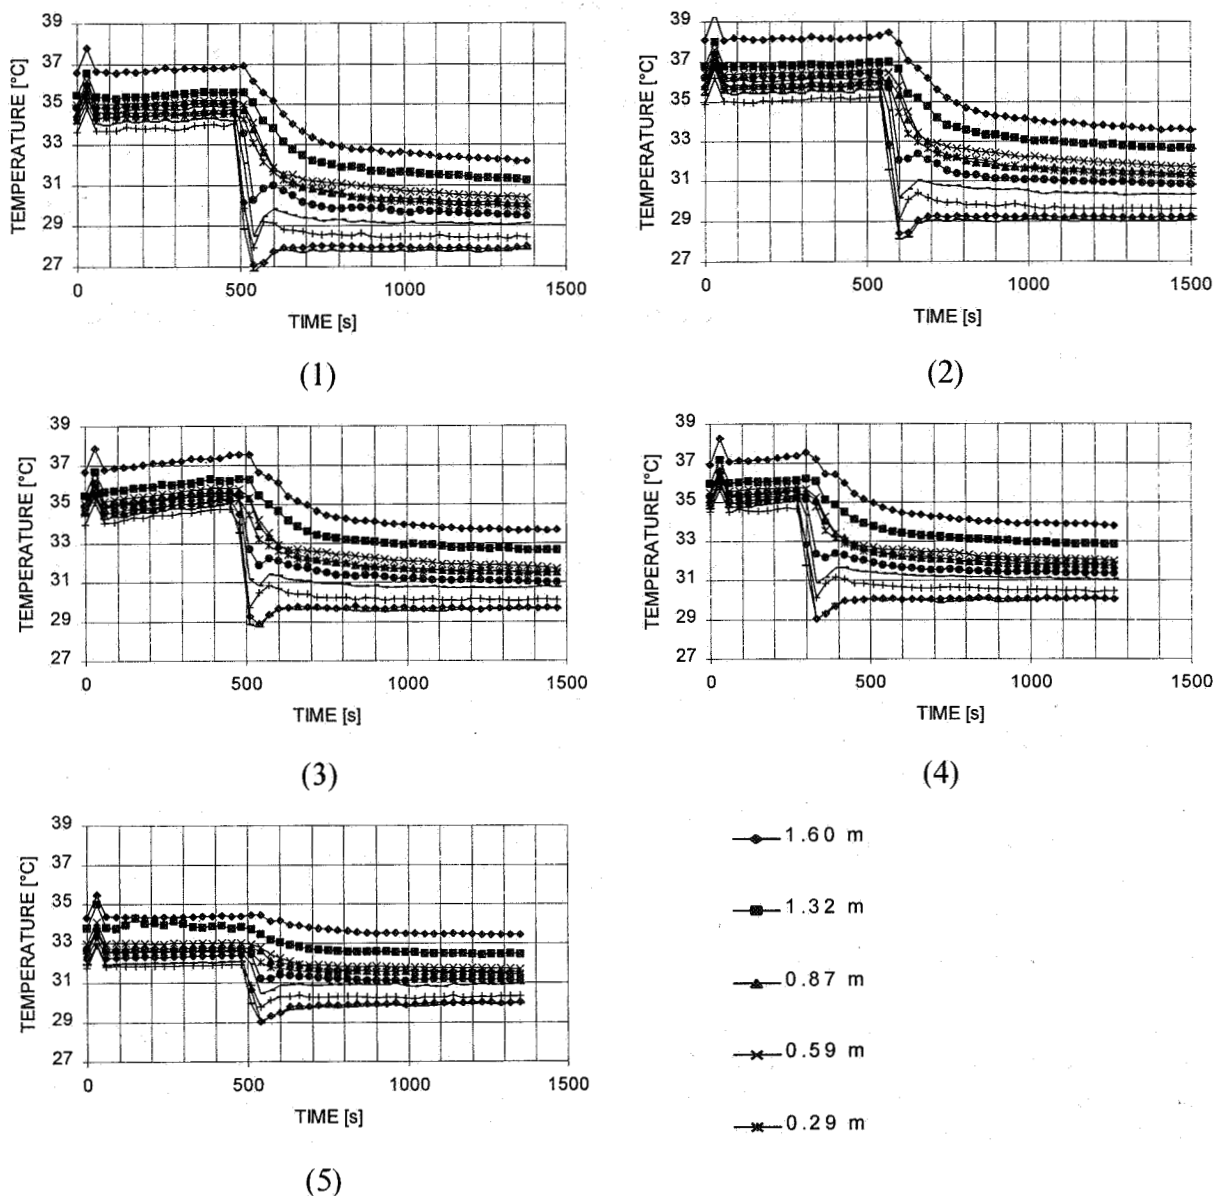 39
37
35
33
31
29
27
TEMPERATURE [°C]
0 500 1000 1500
TIME [s]
(1)
39
37
35
33
31
29
27
TEMPERATURE [°C]
0 500 1000 1500
TIME [s]
(2)
39
37
35
33
31
29
27
TEMPERATURE [°C]
0 500 1000 1500
TIME [s]
(3)
39
37
35
33
31
29
27
TEMPERATURE [°C]
0 500 1000 1500
TIME [s]
(4)
39
37
35
33
31
29
27
TEMPERATURE [°C]
0 500 1000 1500
TIME [s]
(5)
1.60 m
1.32 m
0.87 m
0.59 m
0.29 m